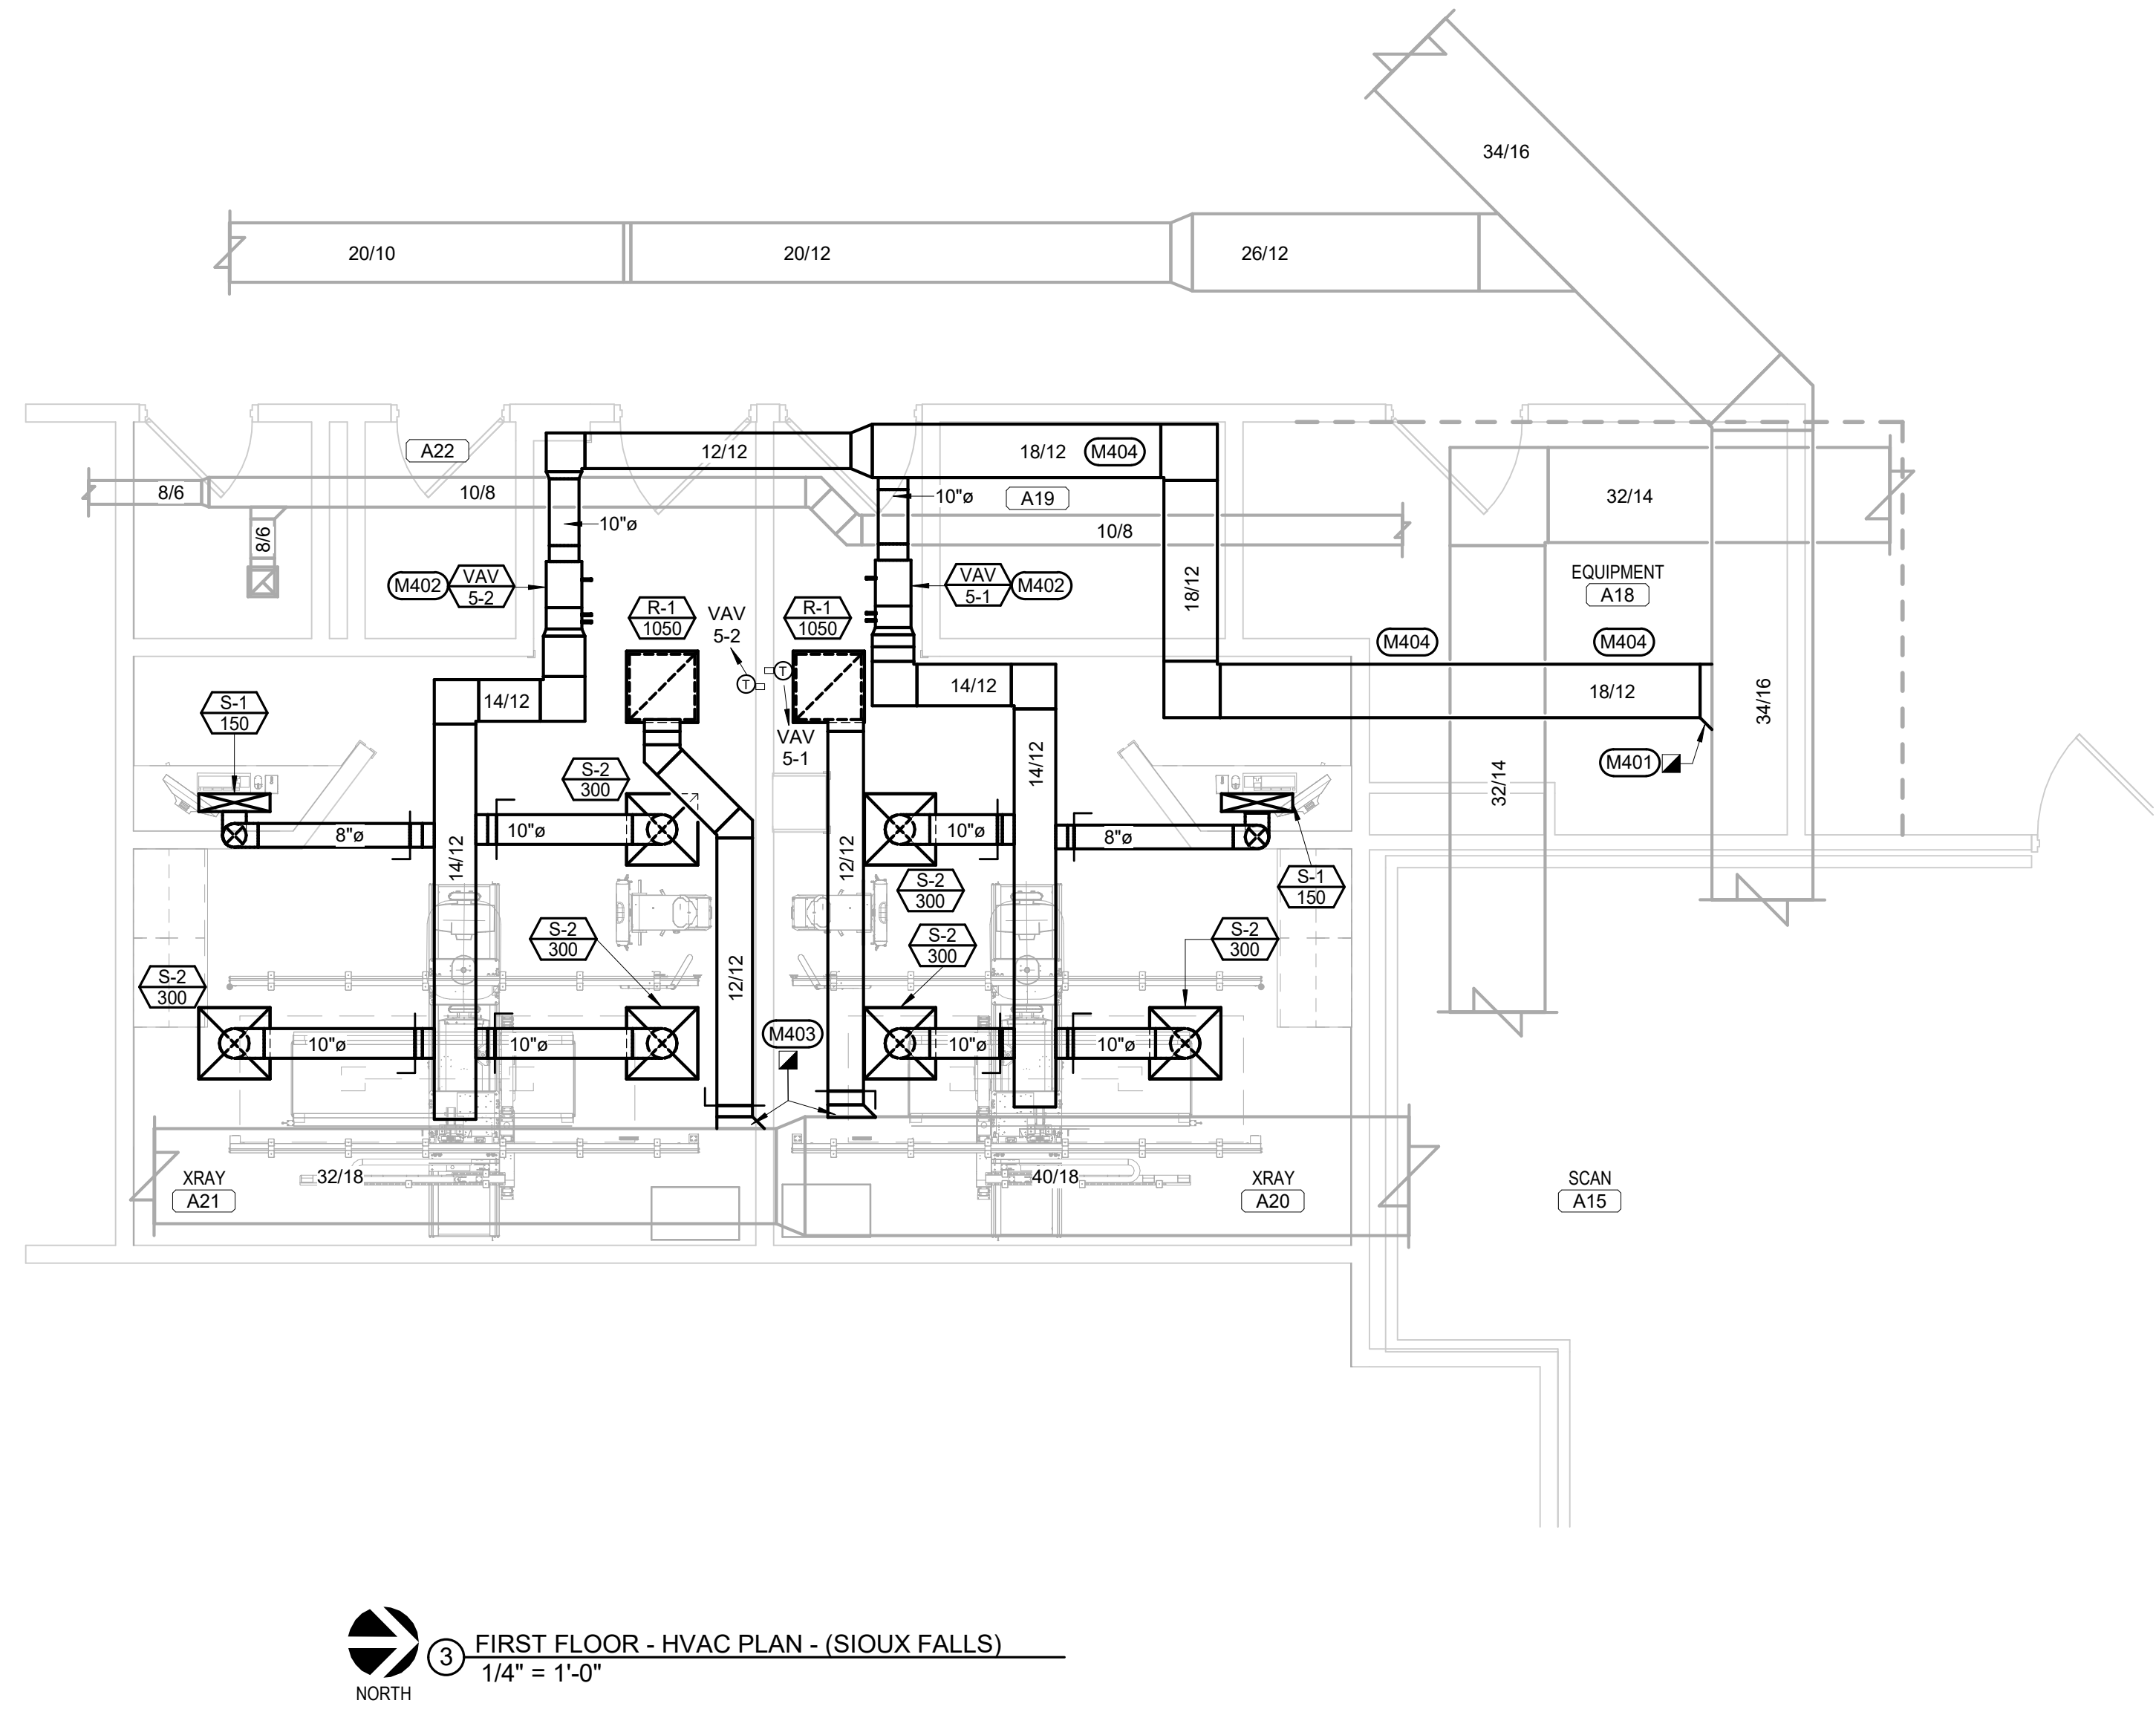 34/16
20/10
20/12
26/12
A22
12/12
18/12
M404
8/6
10/8
10"ø
A19
32/14
10"ø
10/8
8/6
EQUIPMENT
A18
M402
VAV
5-2
VAV
5-1
M402
18/12
R-1
1050
VAV
5-2
R-1
1050
M404
M404
T
T
14/12
14/12
18/12
34/16
S-1
150
VAV
5-1
S-2
300
14/12
M401
32/14
8"ø
10"ø
10"ø
8"ø
14/12
12/12
S-2
300
S-1
150
S-2
300
S-2
300
S-2
300
S-2
300
12/12
M403
10"ø
10"ø
10"ø
10"ø
XRAY
A21
32/18
40/18
XRAY
A20
SCAN
A15
3
FIRST FLOOR - HVAC PLAN - (SIOUX FALLS)
1/4" = 1'-0"
NORTH